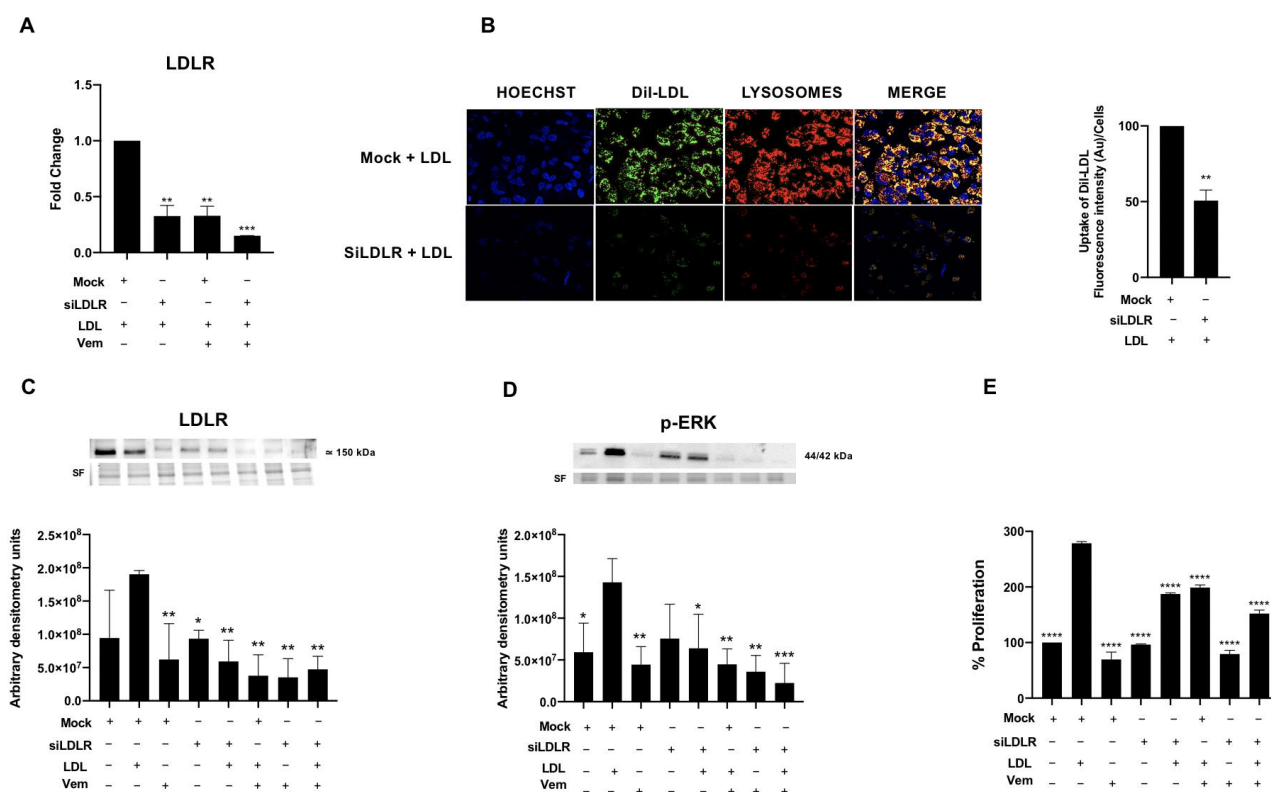 A
LDLR
1.5
1.0
0.5
0.0
Fold Change
** ** ***
Mock + – + –
siLDLR – + – +
LDL + + + +
Vem – – + +
B
HOECHST Dil-LDL LYSOSOMES MERGE
Mock + LDL
SiLDLR + LDL
Uptake of Dil-LDL
Fluorescence intensity (Au)/Cells
100
50
0
**
Mock + –
siLDLR – +
LDL + +
C
LDLR
≃ 150 kDa
SF
Arbitrary densitometry units
2.5×10⁸
2.0×10⁸
1.5×10⁸
1.0×10⁸
5.0×10⁷
0.0
** * ** ** ** **
Mock + + + – – + – –
siLDLR – – – + + – + +
LDL – + – – + + – +
Vem – – + – – + + +
D
p-ERK
44/42 kDa
SF
Arbitrary densitometry units
2.0×10⁸
1.5×10⁸
1.0×10⁸
5.0×10⁷
0.0
* ** * ** ** ***
Mock + + + – – + – –
siLDLR – – – + + – + +
LDL – + – – + + – +
Vem – – + – – + + +
E
% Proliferation
300
200
100
0
**** **** **** **** **** **** ****
Mock + + + – – + – –
siLDLR – – – + + – + +
LDL – + – – + + – +
Vem – – + – – + + +